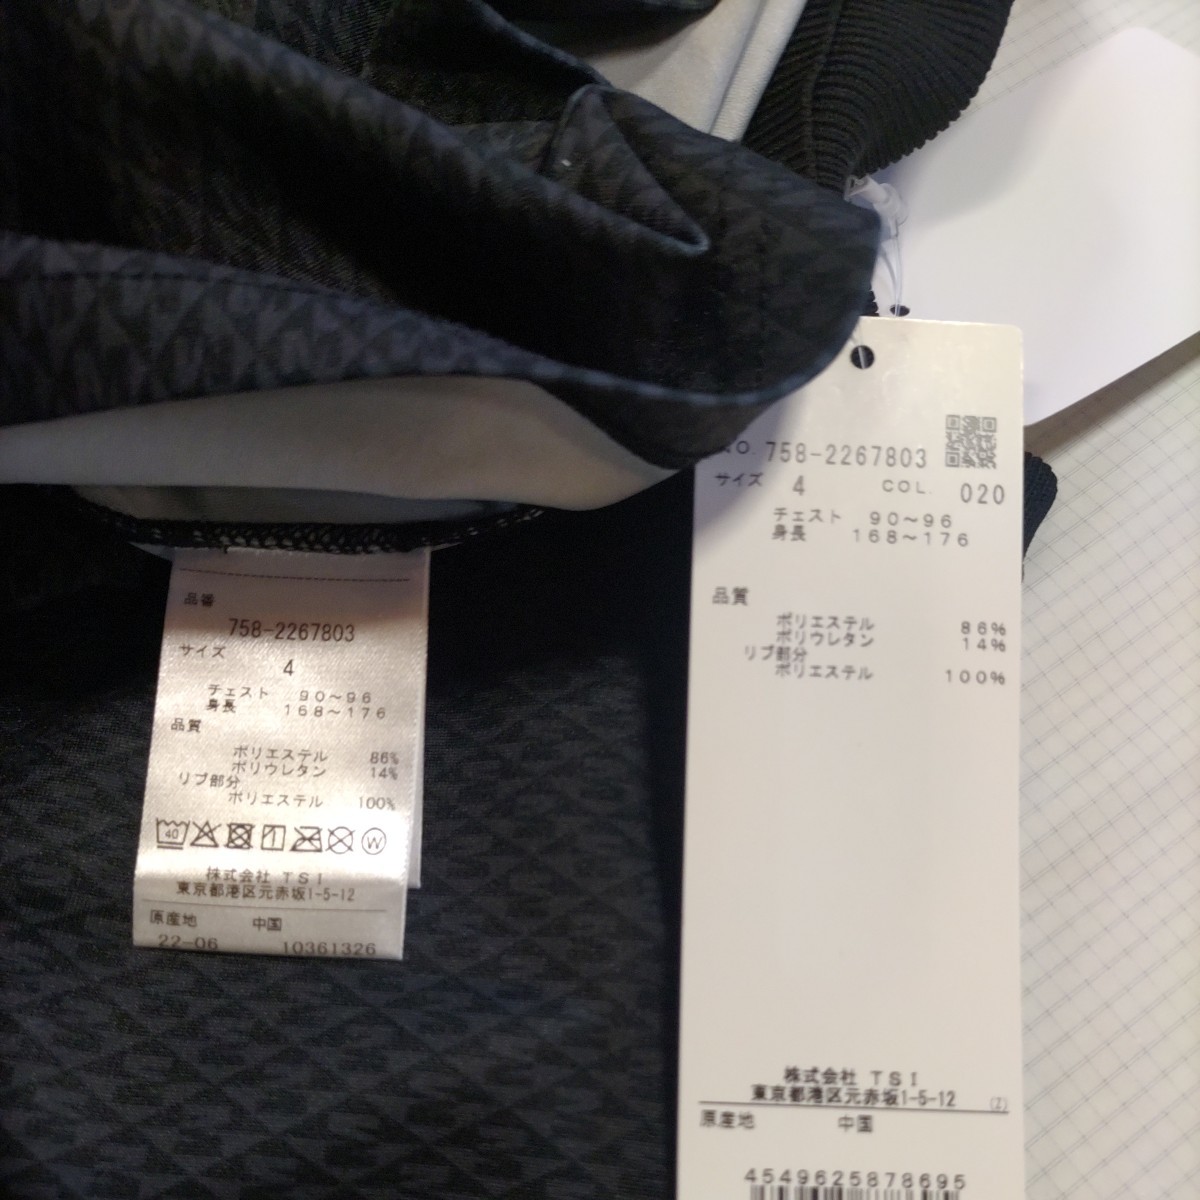 品番
758-2267803
サイズ
4
チェスト 90～96
身長 168～176
品質
ポリエステル 86%
ポリウレタン 14%
リブ部分
ポリエステル 100%
40
W
株式会社 TSI
東京都港区元赤坂1-5-12
原産地 中国
22-06 10361326
NO. 758-2267803
サイズ 4 COL. 020
チェスト 90～96
身長 168～176
品質
ポリエステル 86%
ポリウレタン 14%
リブ部分
ポリエステル 100%
株式会社 TSI
東京都港区元赤坂1-5-12 (Z)
原産地 中国
4549625878695